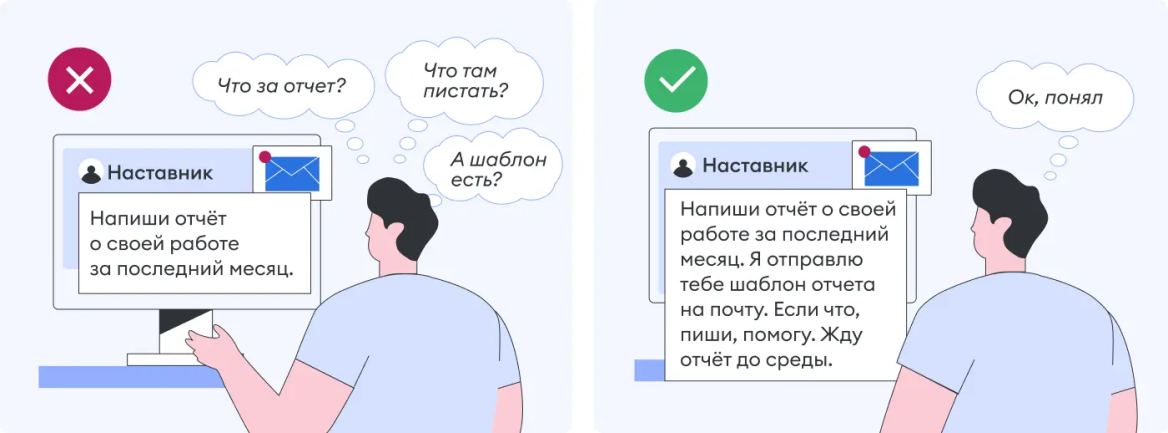 Что за отчет?
Что там
пистать?
А шаблон
есть?
Наставник
Напиши отчёт
о своей работе
за последний месяц.
Ок, понял
Наставник
Напиши отчёт о своей
работе за последний
месяц. Я отправлю
тебе шаблон отчета
на почту. Если что,
пиши, помогу. Жду
отчёт до среды.